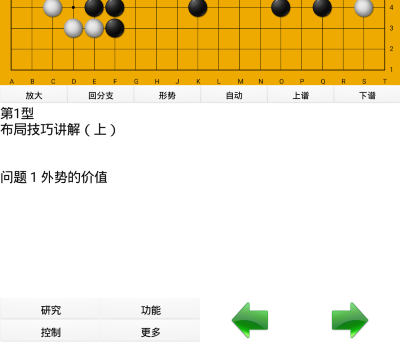 4
3
2
1
A B C D E F G H J K L M N O P Q R S T
放大 回分支 形势 自动 上谱 下谱
第1型
布局技巧讲解（上）
问题 1 外势的价值
研究 功能
控制 更多